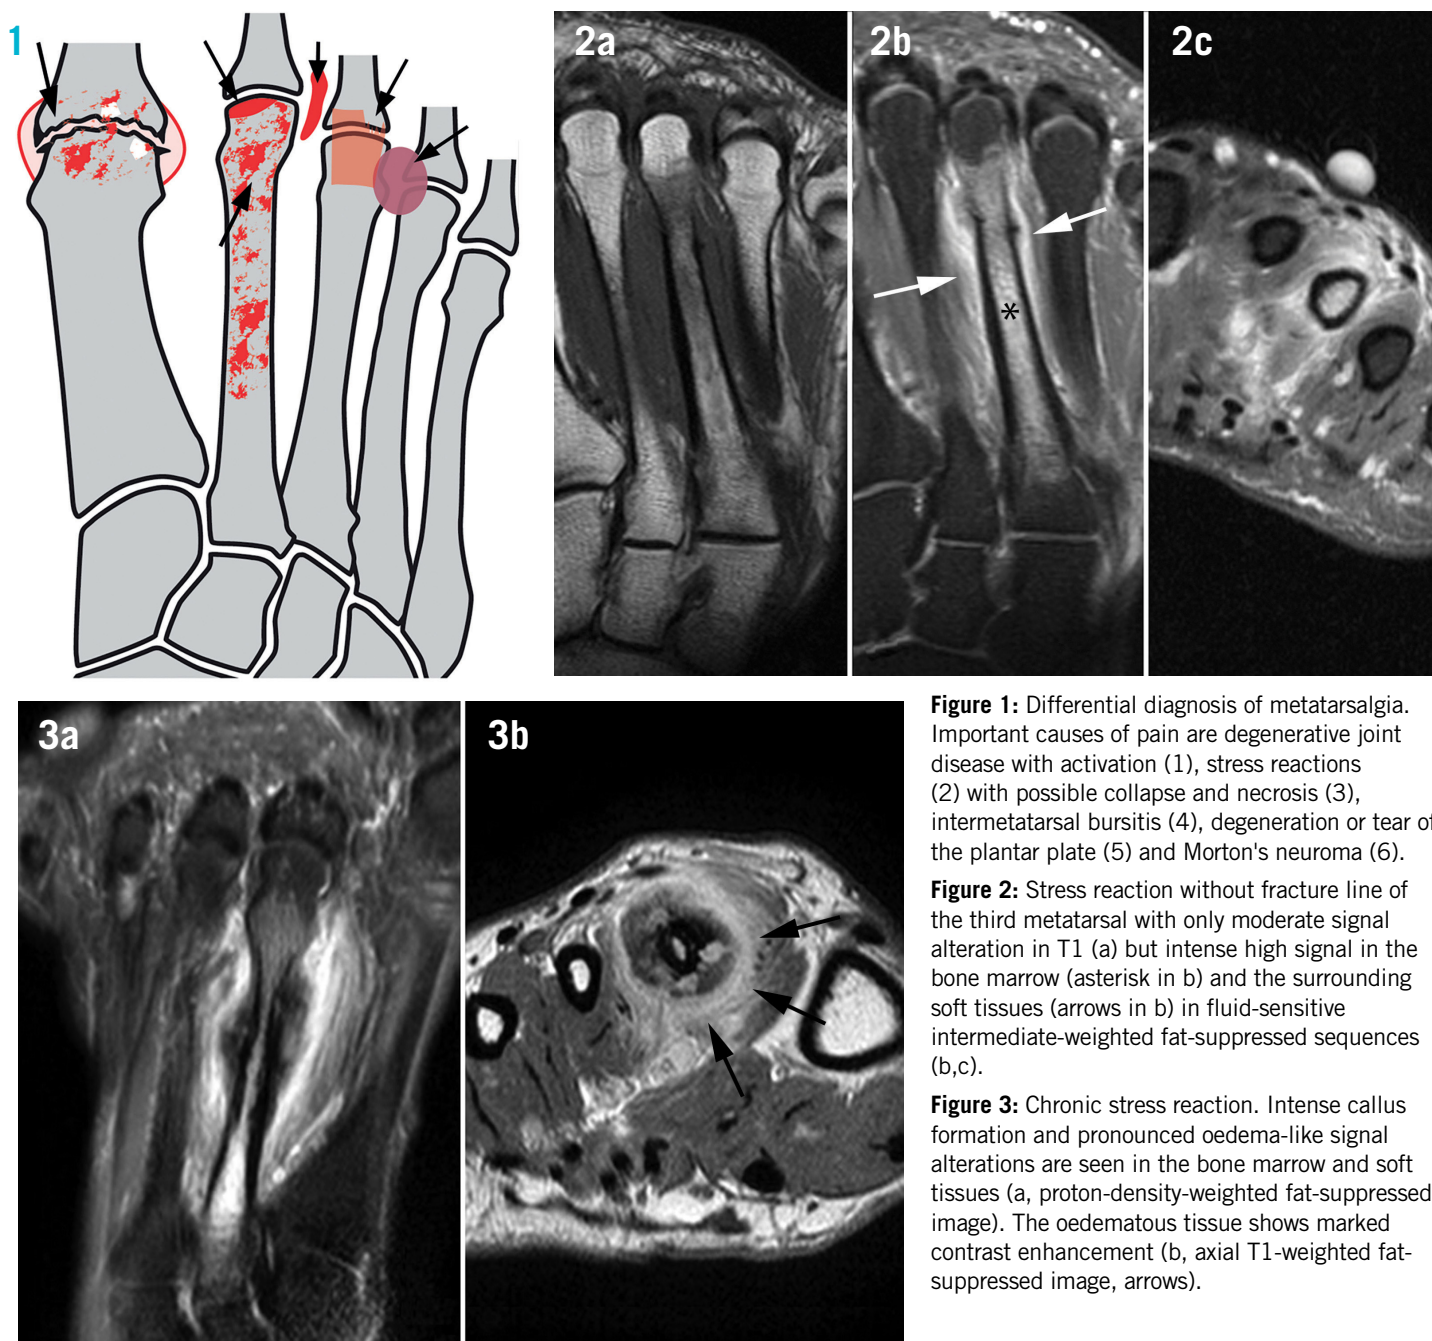 1
2a
2b
2c
*
3a
3b
Figure 1: Differential diagnosis of metatarsalgia.
Important causes of pain are degenerative joint
disease with activation (1), stress reactions
(2) with possible collapse and necrosis (3),
intermetatarsal bursitis (4), degeneration or tear of
the plantar plate (5) and Morton's neuroma (6).
Figure 2: Stress reaction without fracture line of
the third metatarsal with only moderate signal
alteration in T1 (a) but intense high signal in the
bone marrow (asterisk in b) and the surrounding
soft tissues (arrows in b) in fluid-sensitive
intermediate-weighted fat-suppressed sequences
(b,c).
Figure 3: Chronic stress reaction. Intense callus
formation and pronounced oedema-like signal
alterations are seen in the bone marrow and soft
tissues (a, proton-density-weighted fat-suppressed
image). The oedematous tissue shows marked
contrast enhancement (b, axial T1-weighted fat-
suppressed image, arrows).